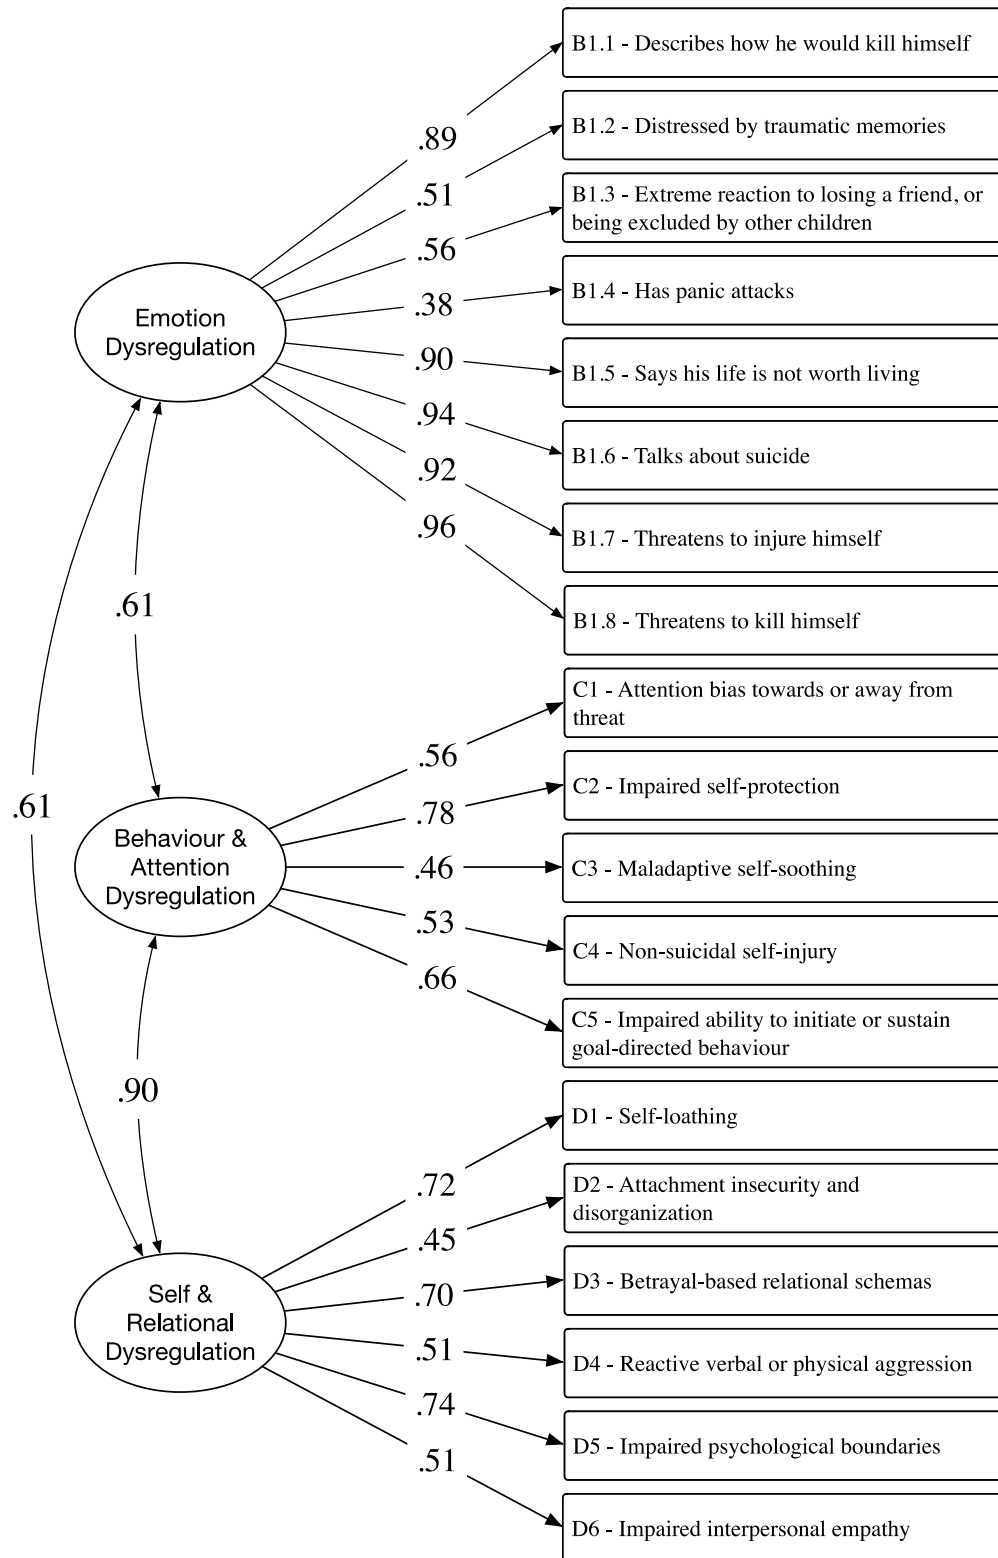 B1.1 - Describes how he would kill himself
.89
B1.2 - Distressed by traumatic memories
.51
B1.3 - Extreme reaction to losing a friend, or
being excluded by other children
.56
B1.4 - Has panic attacks
.38
Emotion
Dysregulation
B1.5 - Says his life is not worth living
.90
B1.6 - Talks about suicide
.94
B1.7 - Threatens to injure himself
.92
B1.8 - Threatens to kill himself
.96
.61
C1 - Attention bias towards or away from
threat
.56
C2 - Impaired self-protection
.78
.61
Behaviour &
Attention
Dysregulation
C3 - Maladaptive self-soothing
.46
C4 - Non-suicidal self-injury
.53
C5 - Impaired ability to initiate or sustain
goal-directed behaviour
.66
.90
D1 - Self-loathing
.72
D2 - Attachment insecurity and
disorganization
.45
D3 - Betrayal-based relational schemas
.70
Self &
Relational
Dysregulation
D4 - Reactive verbal or physical aggression
.51
D5 - Impaired psychological boundaries
.74
D6 - Impaired interpersonal empathy
.51